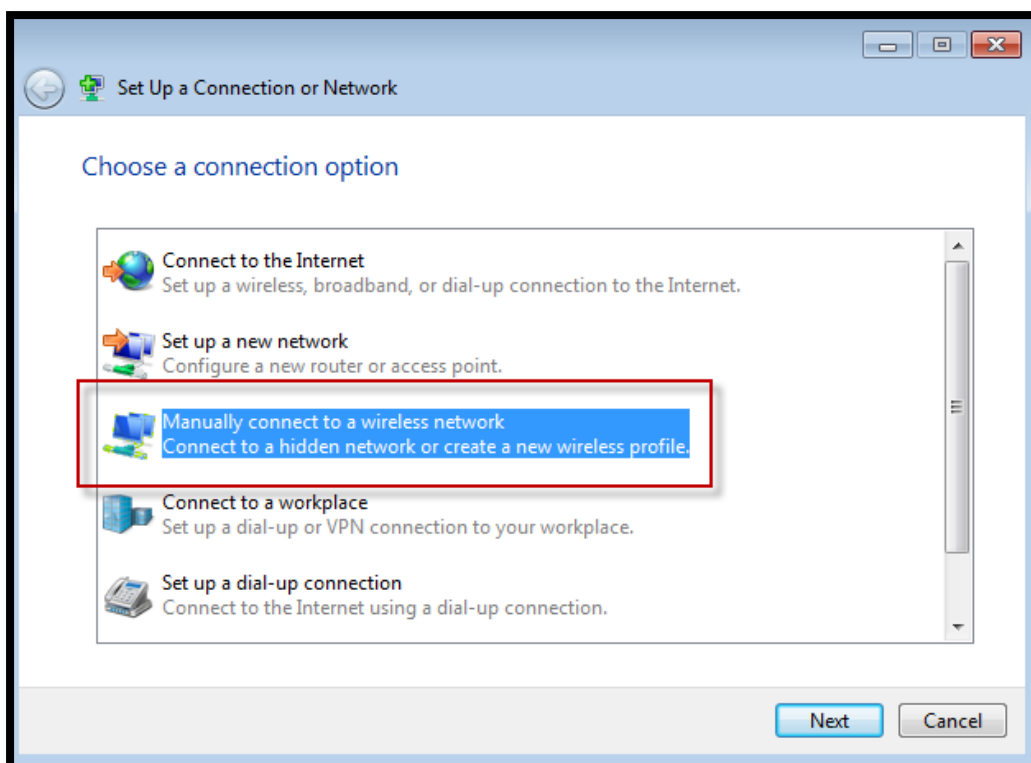 Set Up a Connection or Network
Choose a connection option
Connect to the Internet
Set up a wireless, broadband, or dial-up connection to the Internet.
Set up a new network
Configure a new router or access point.
Manually connect to a wireless network
Connect to a hidden network or create a new wireless profile.
Connect to a workplace
Set up a dial-up or VPN connection to your workplace.
Set up a dial-up connection
Connect to the Internet using a dial-up connection.
Next Cancel